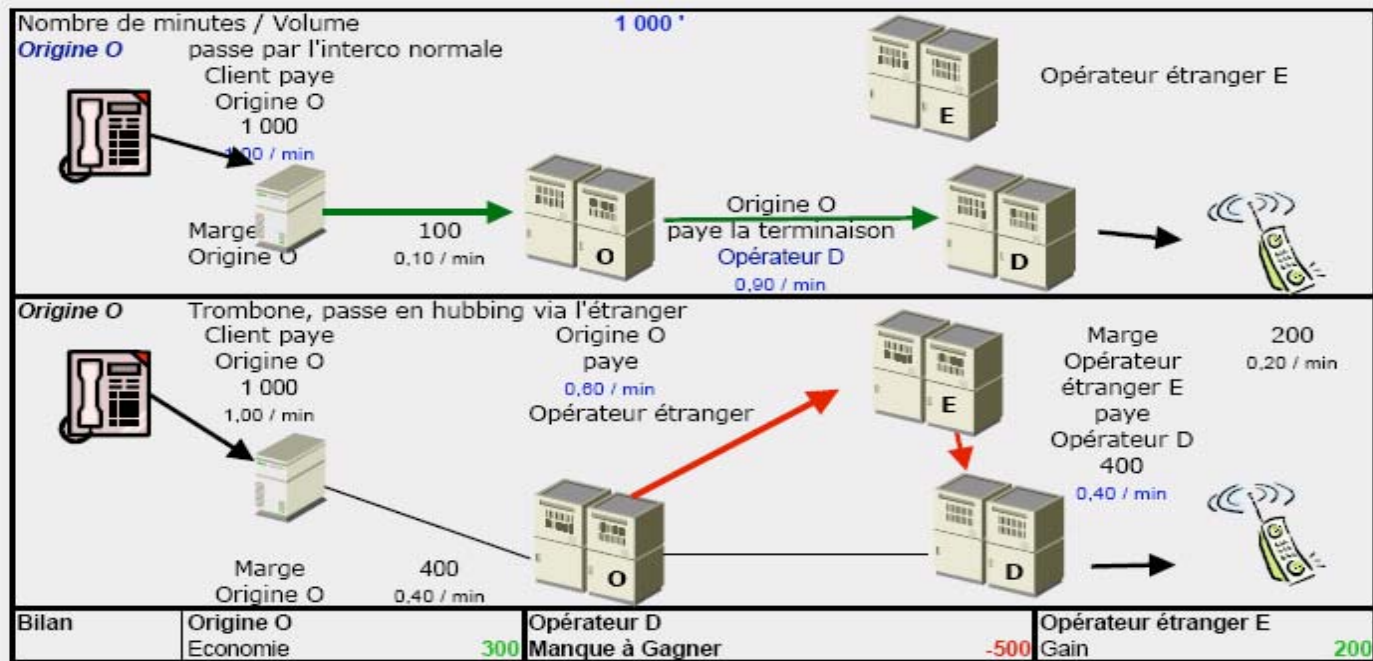 Nombre de minutes / Volume 1 000 '
Origine O passe par l'interco normale
Client paye
Origine O
1 000
1,00 / min
Opérateur étranger E
E
Marge
Origine O
100
0,10 / min
O
Origine O
paye la terminaison
Opérateur D
0,90 / min
D
Origine O Trombone, passe en hubbing via l'étranger
Client paye
Origine O
1 000
1,00 / min
Origine O
paye
0,60 / min
Opérateur étranger
E
Marge 200
Opérateur 0,20 / min
étranger E
paye
Opérateur D
400
0,40 / min
Marge 400
Origine O 0,40 / min
O
D
Bilan Origine O Opérateur D Opérateur étranger E
Economie 300 Manque à Gagner -500 Gain 200